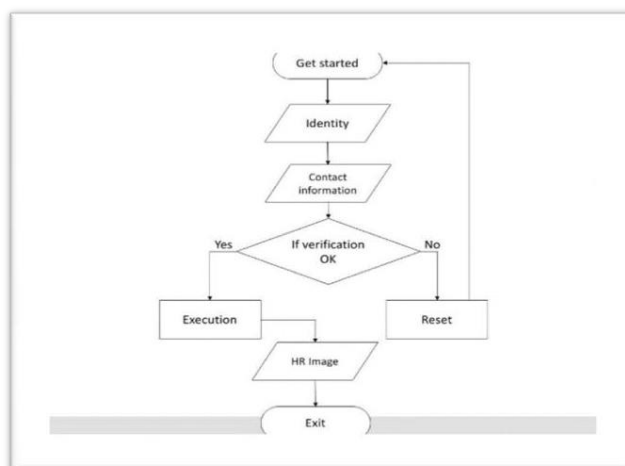 Get started
Identity
Contact
information
If verification
OK
Yes
No
Execution
Reset
HR Image
Exit